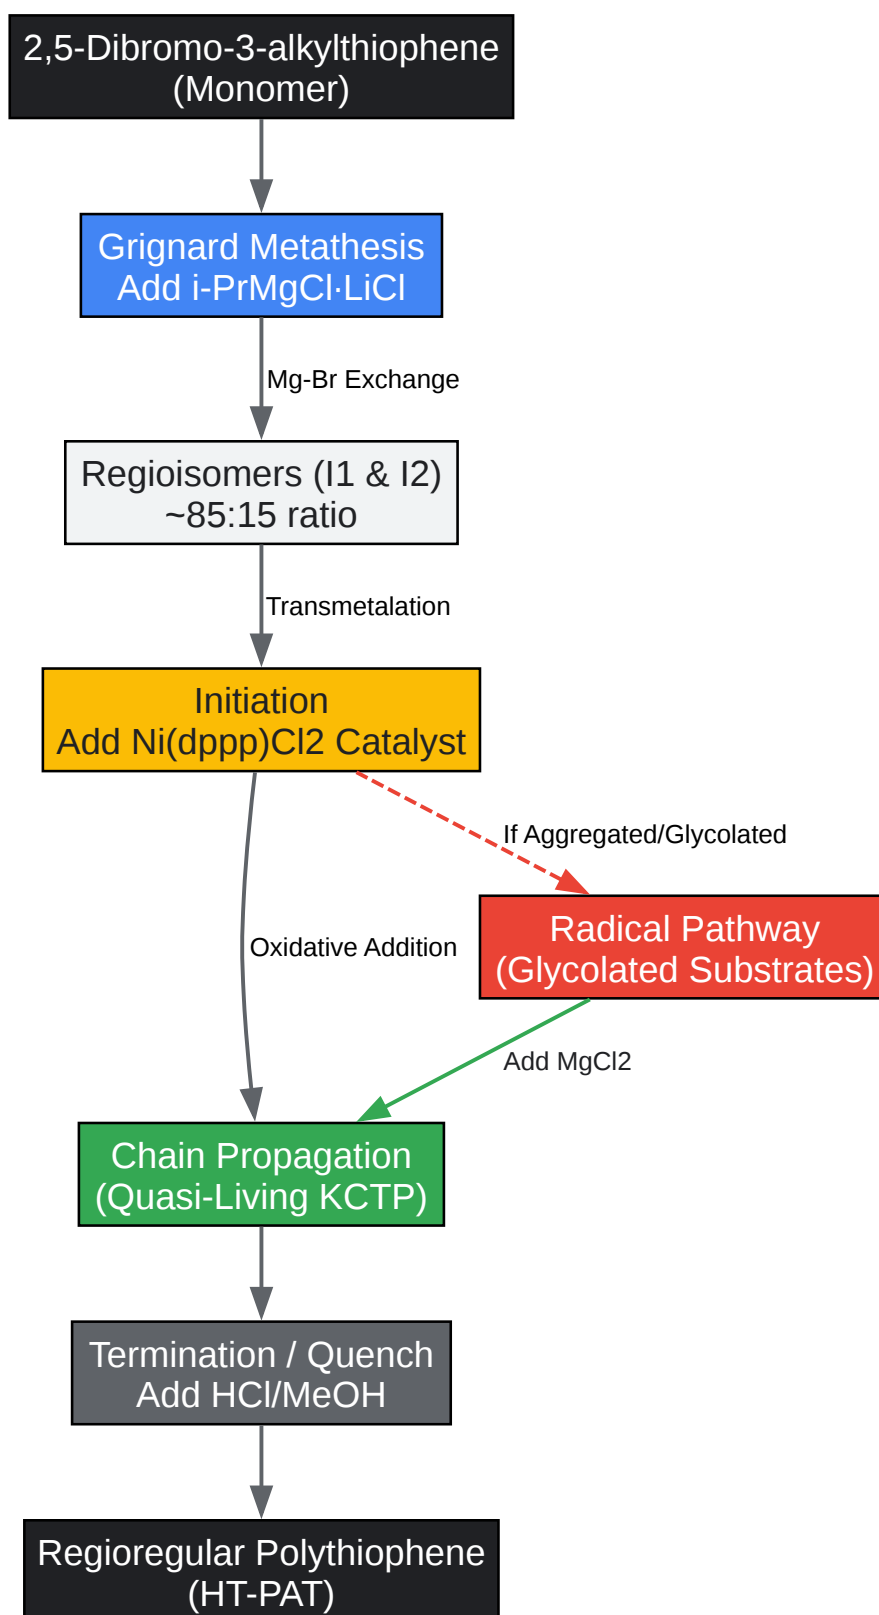 2,5-Dibromo-3-alkylthiophene
(Monomer)
Grignard Metathesis
Add i-PrMgCl·LiCl
Mg-Br Exchange
Regioisomers (I1 & I2)
~85:15 ratio
Transmetalation
Initiation
Add Ni(dppp)Cl2 Catalyst
If Aggregated/Glycolated
Radical Pathway
(Glycolated Substrates)
Oxidative Addition
Add MgCl2
Chain Propagation
(Quasi-Living KCTP)
Termination / Quench
Add HCl/MeOH
Regioregular Polythiophene
(HT-PAT)